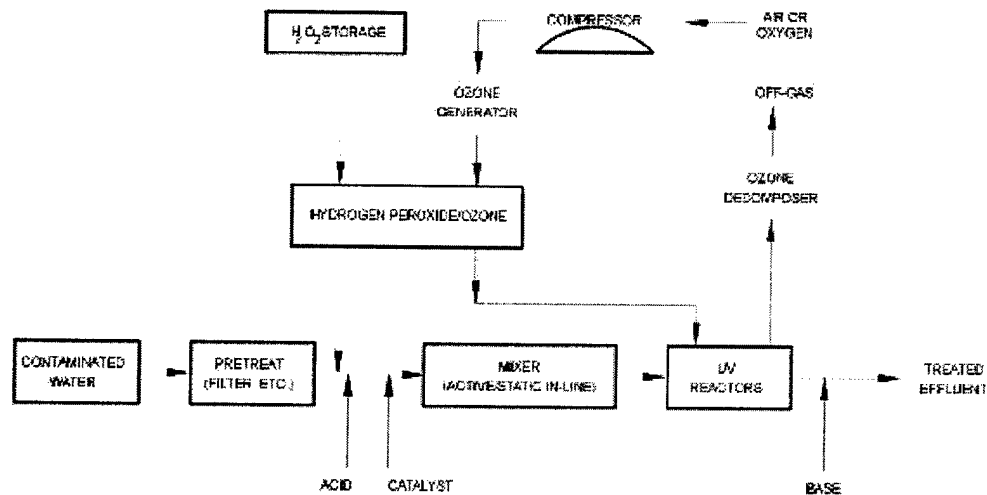 H2O2 STORAGE
COMPRESSOR
AIR OR
OXYGEN
OZONE
GENERATOR
OFF-GAS
OZONE
DECOMPOSER
HYDROGEN PEROXIDE/OZONE
CONTAMINATED
WATER
PRETREAT
(FILTER ETC.)
MIXER
(ACTIVE/STATIC IN-LINE)
UV
REACTORS
TREATED
EFFLUENT
ACID
CATALYST
BASE